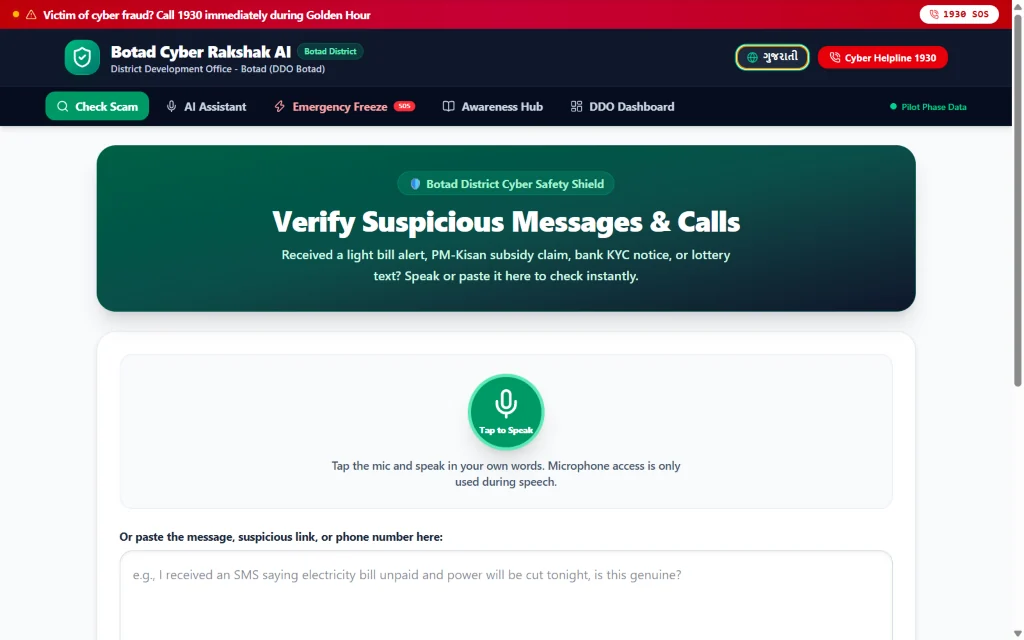 Victim of cyber fraud? Call 1930 immediately during Golden Hour
1930 SOS
Botad Cyber Rakshak AI
Botad District
District Development Office - Botad (DDO Botad)
ગુજરાતી
Cyber Helpline 1930
Check Scam
AI Assistant
Emergency Freeze
SOS
Awareness Hub
DDO Dashboard
Pilot Phase Data
Botad District Cyber Safety Shield
Verify Suspicious Messages & Calls
Received a light bill alert, PM-Kisan subsidy claim, bank KYC notice, or lottery
text? Speak or paste it here to check instantly.
Tap to Speak
Tap the mic and speak in your own words. Microphone access is only
used during speech.
Or paste the message, suspicious link, or phone number here:
e.g., I received an SMS saying electricity bill unpaid and power will be cut tonight, is this genuine?